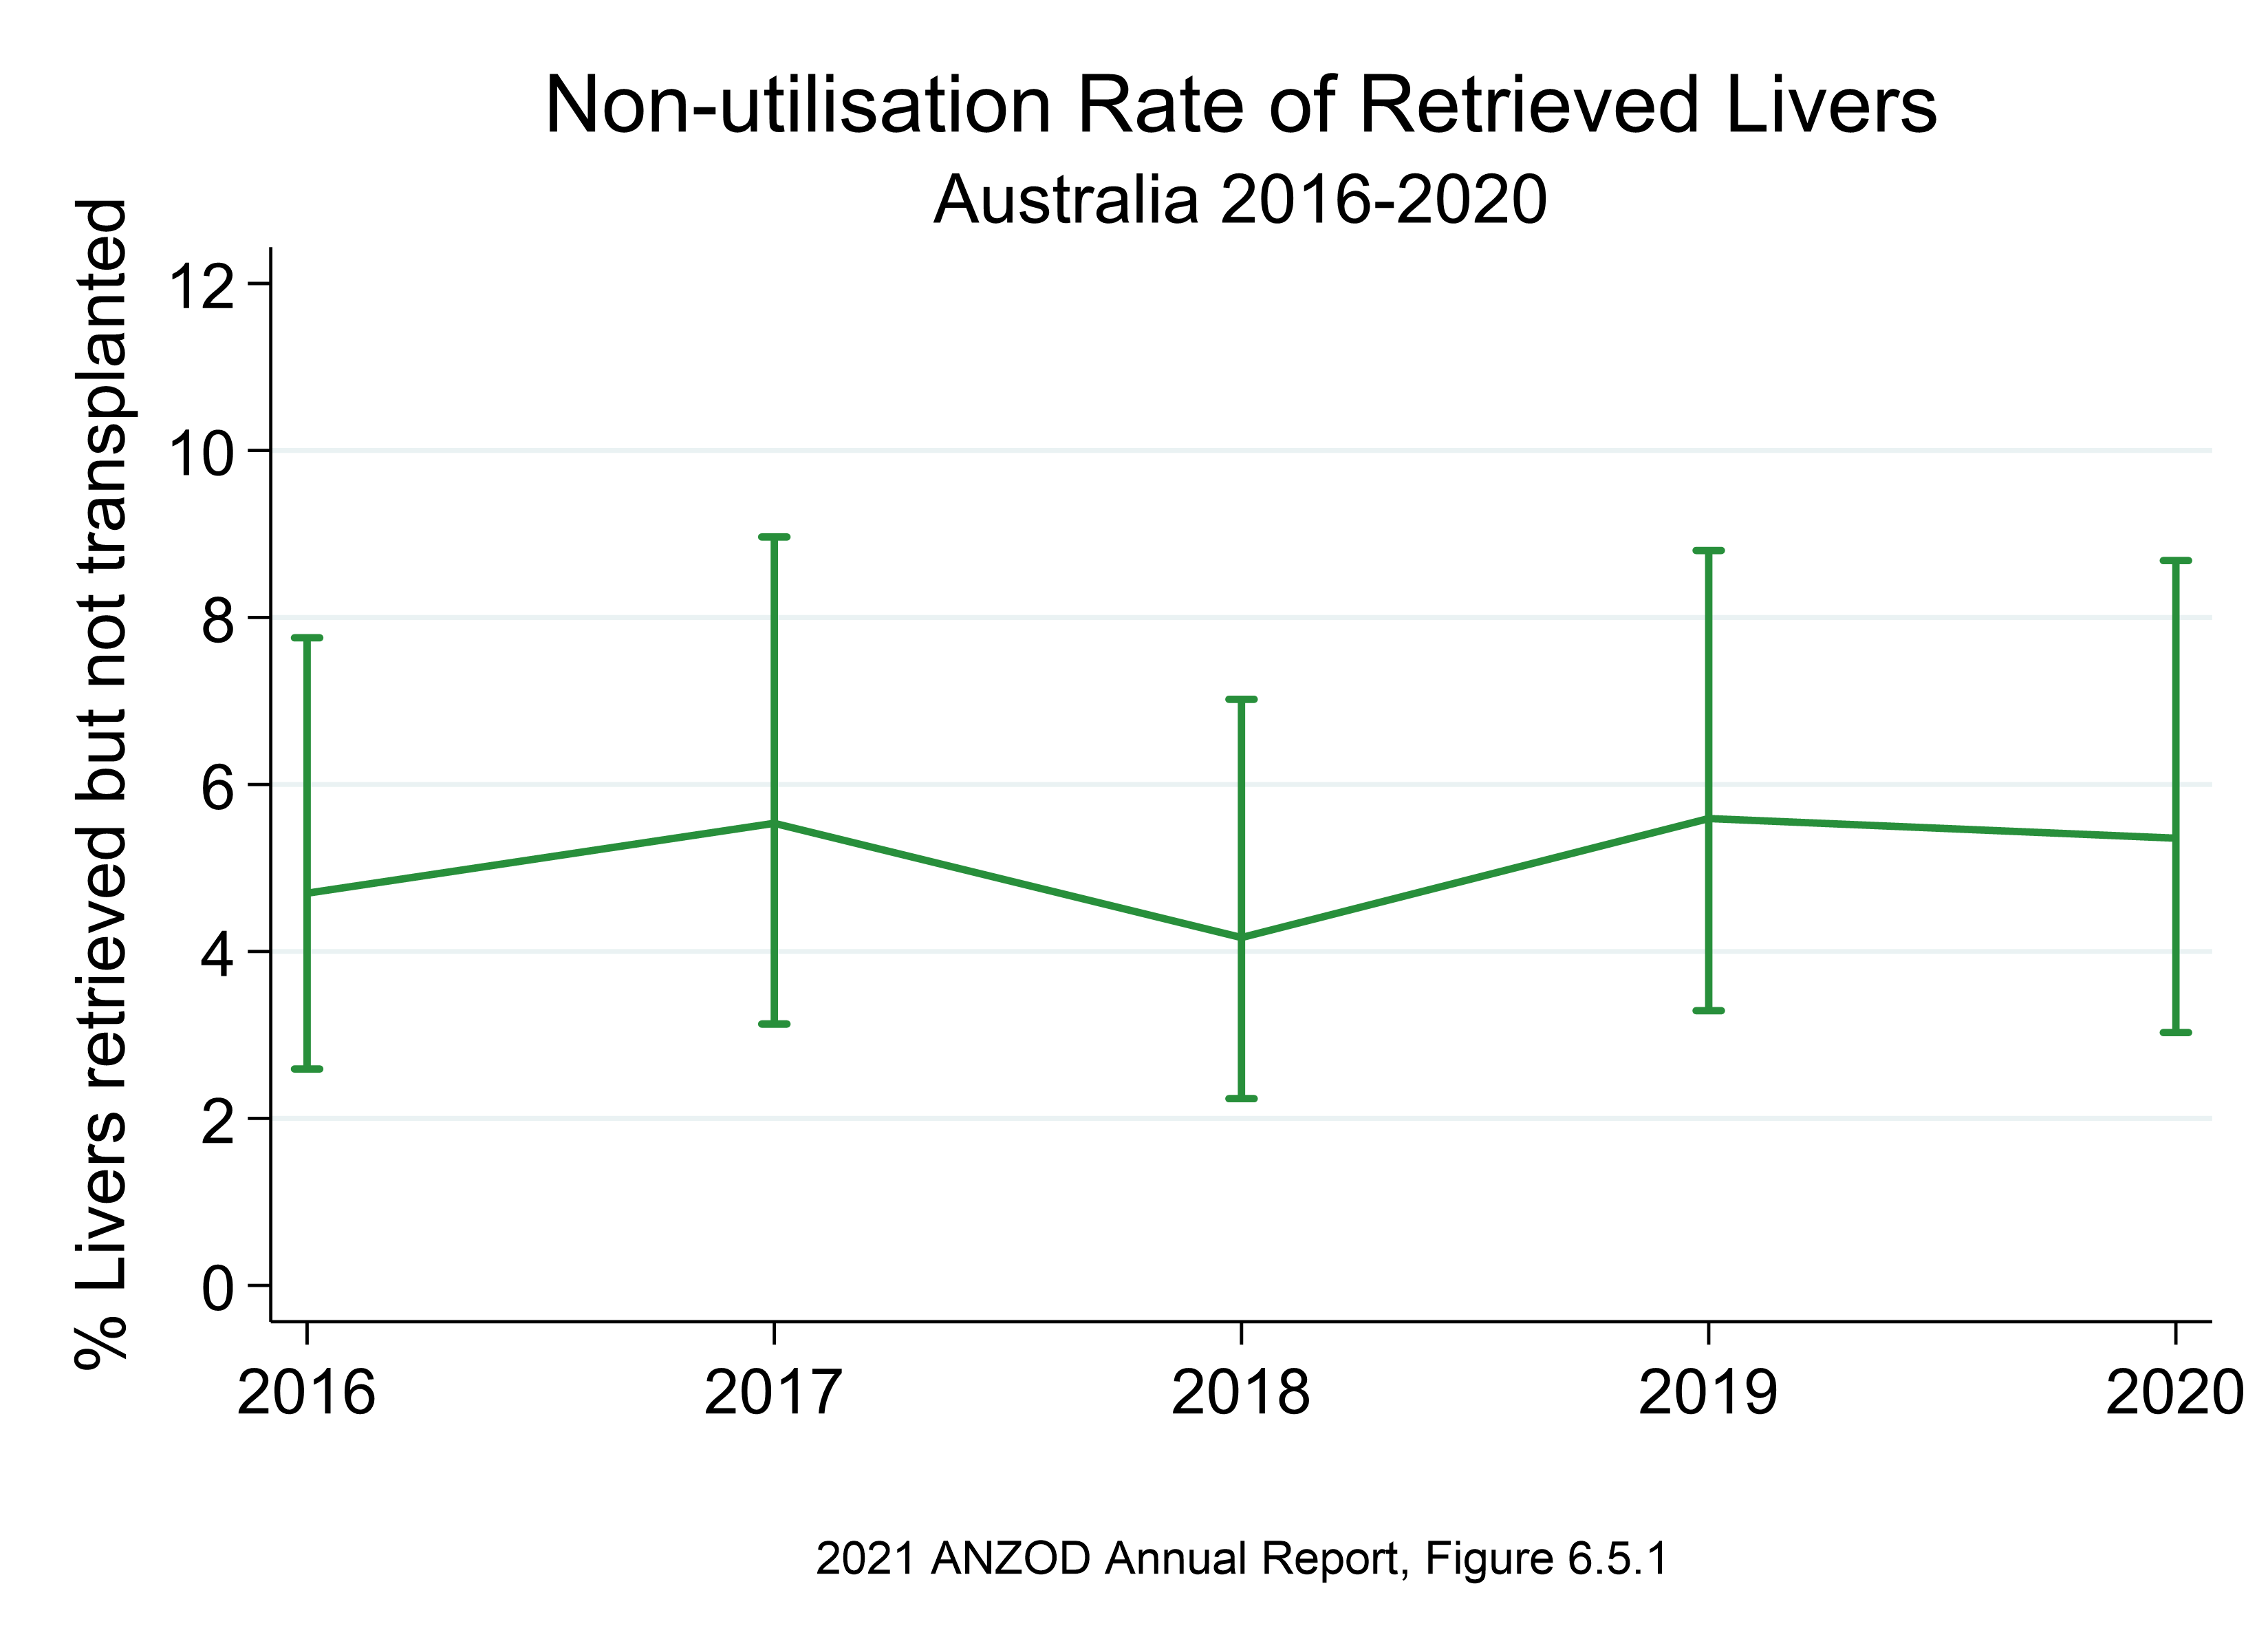 Non-utilisation Rate of Retrieved Livers
Australia 2016-2020
% Livers retrieved but not transplanted
12
10
8
6
4
2
0
2016 2017 2018 2019 2020
2021 ANZOD Annual Report, Figure 6.5.1